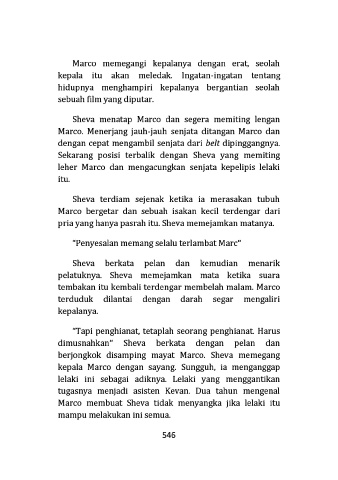 Marco memegangi kepalanya dengan erat, seolah
kepala itu akan meledak. Ingatan-ingatan tentang
hidupnya menghampiri kepalanya bergantian seolah
sebuah film yang diputar.
Sheva menatap Marco dan segera memiting lengan
Marco. Menerjang jauh-jauh senjata ditangan Marco dan
dengan cepat mengambil senjata dari belt dipinggangnya.
Sekarang posisi terbalik dengan Sheva yang memiting
leher Marco dan mengacungkan senjata kepelipis lelaki
itu.
Sheva terdiam sejenak ketika ia merasakan tubuh
Marco bergetar dan sebuah isakan kecil terdengar dari
pria yang hanya pasrah itu. Sheva memejamkan matanya.
"Penyesalan memang selalu terlambat Marc"
Sheva berkata pelan dan kemudian menarik
pelatuknya. Sheva memejamkan mata ketika suara
tembakan itu kembali terdengar membelah malam. Marco
terduduk dilantai dengan darah segar mengaliri
kepalanya.
"Tapi penghianat, tetaplah seorang penghianat. Harus
dimusnahkan" Sheva berkata dengan pelan dan
berjongkok disamping mayat Marco. Sheva memegang
kepala Marco dengan sayang. Sungguh, ia menganggap
lelaki ini sebagai adiknya. Lelaki yang menggantikan
tugasnya menjadi asisten Kevan. Dua tahun mengenal
Marco membuat Sheva tidak menyangka jika lelaki itu
mampu melakukan ini semua.
546